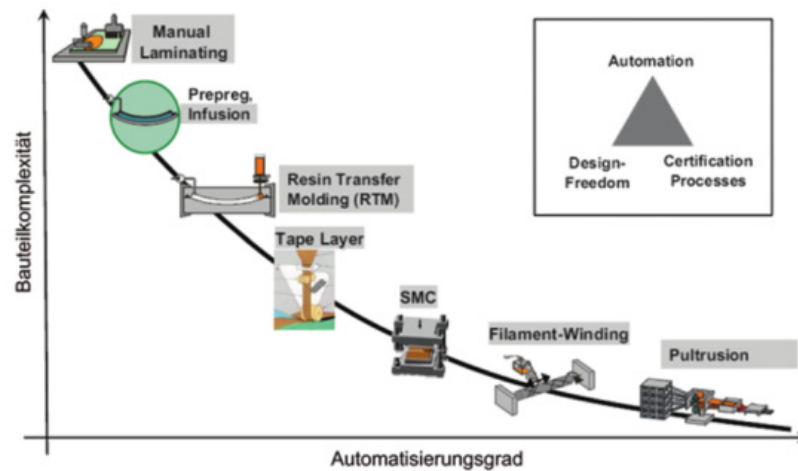 Manual
Laminating
Prepreg,
Infusion
Resin Transfer
Molding (RTM)
Tape Layer
SMC
Filament-Winding
Pultrusion
Automation
Design-
Freedom
Certification
Processes
Bauteilkomplexität
Automatisierungsgrad